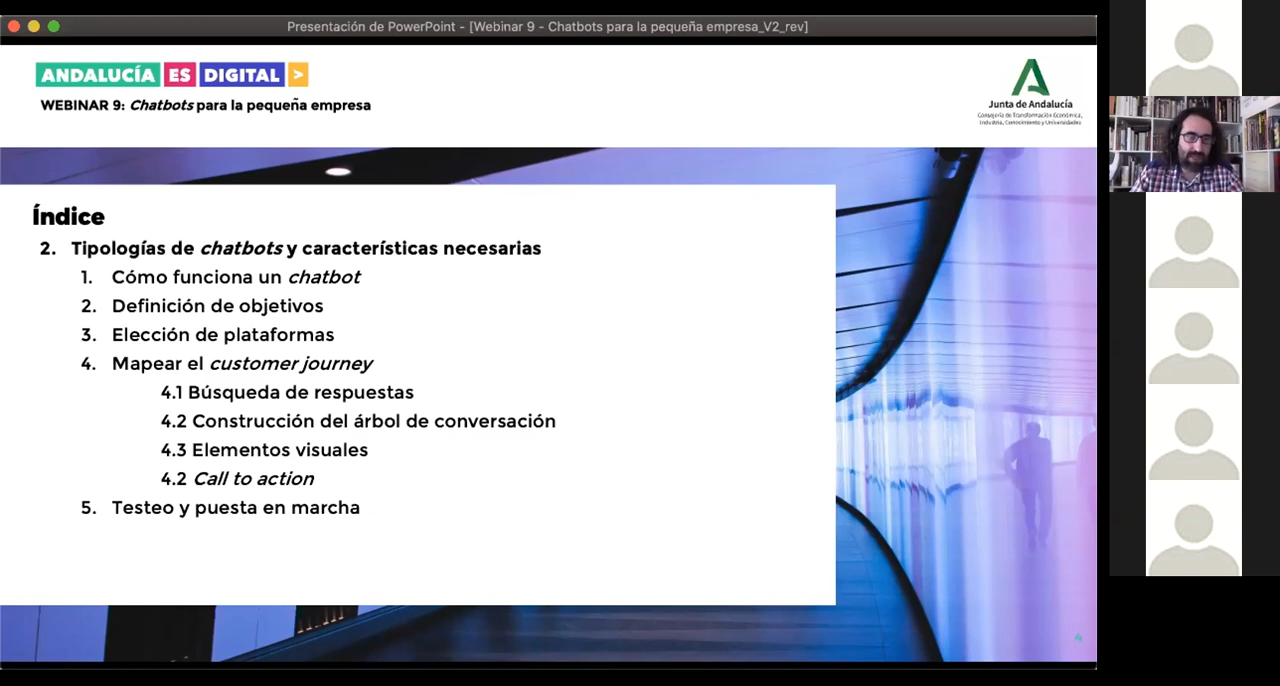 Presentación de PowerPoint - [Webinar 9 - Chatbots para la pequeña empresa_V2_rev]
ANDALUCÍA ES DIGITAL >
WEBINAR 9: Chatbots para la pequeña empresa
Junta de Andalucía
Consejería de Transformación Económica,
Industria, Conocimiento y Universidades
Índice
2. Tipologías de chatbots y características necesarias
1. Cómo funciona un chatbot
2. Definición de objetivos
3. Elección de plataformas
4. Mapear el customer journey
4.1 Búsqueda de respuestas
4.2 Construcción del árbol de conversación
4.3 Elementos visuales
4.2 Call to action
5. Testeo y puesta en marcha
4